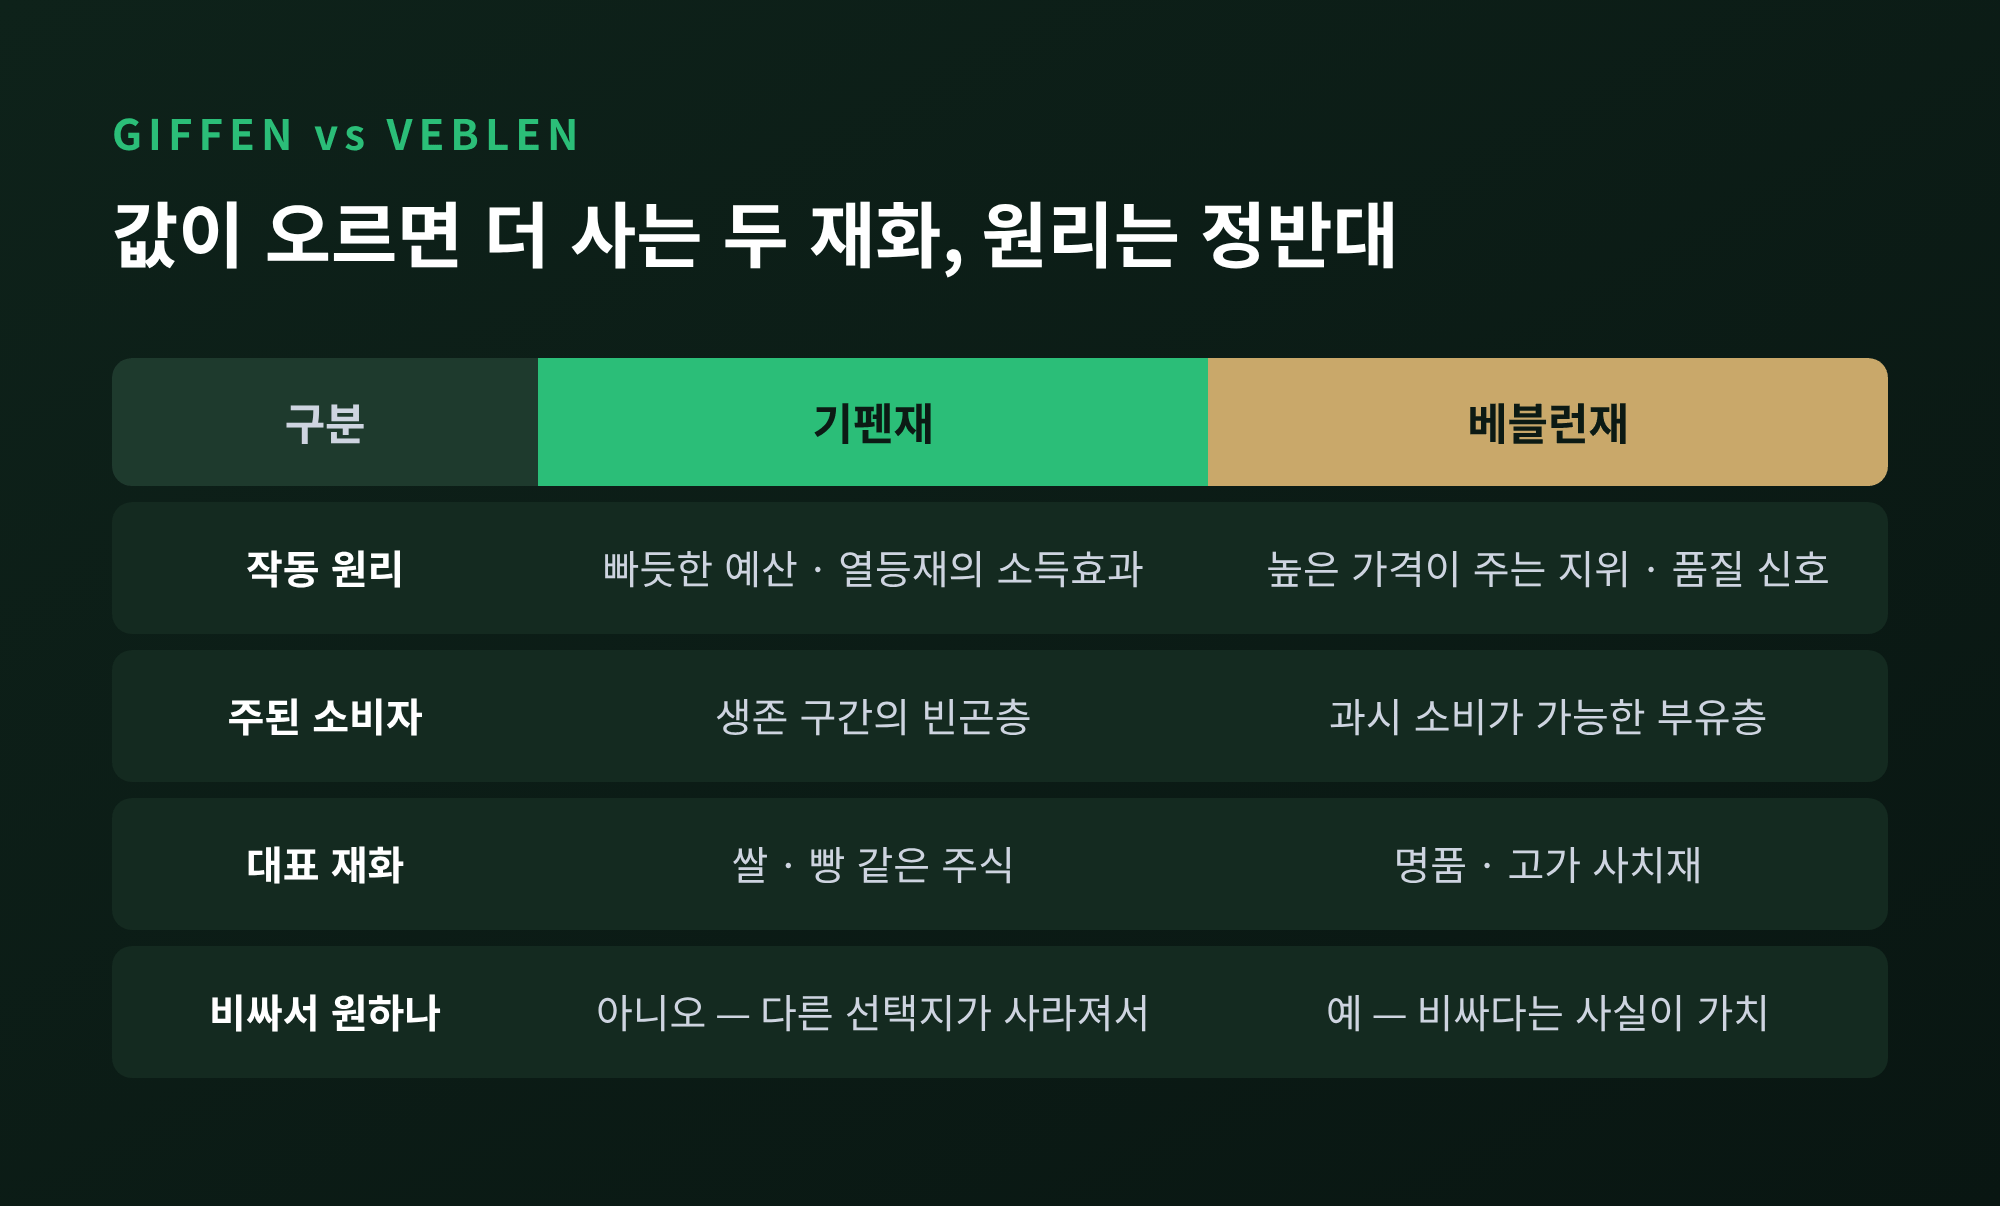 GIFFEN vs VEBLEN
값이 오르면 더 사는 두 재화, 원리는 정반대
구분 기펜재 베블런재
작동 원리 빠듯한 예산 · 열등재의 소득효과 높은 가격이 주는 지위 · 품질 신호
주된 소비자 생존 구간의 빈곤층 과시 소비가 가능한 부유층
대표 재화 쌀 · 빵 같은 주식 명품 · 고가 사치재
비싸서 원하나 아니오 — 다른 선택지가 사라져서 예 — 비싸다는 사실이 가치